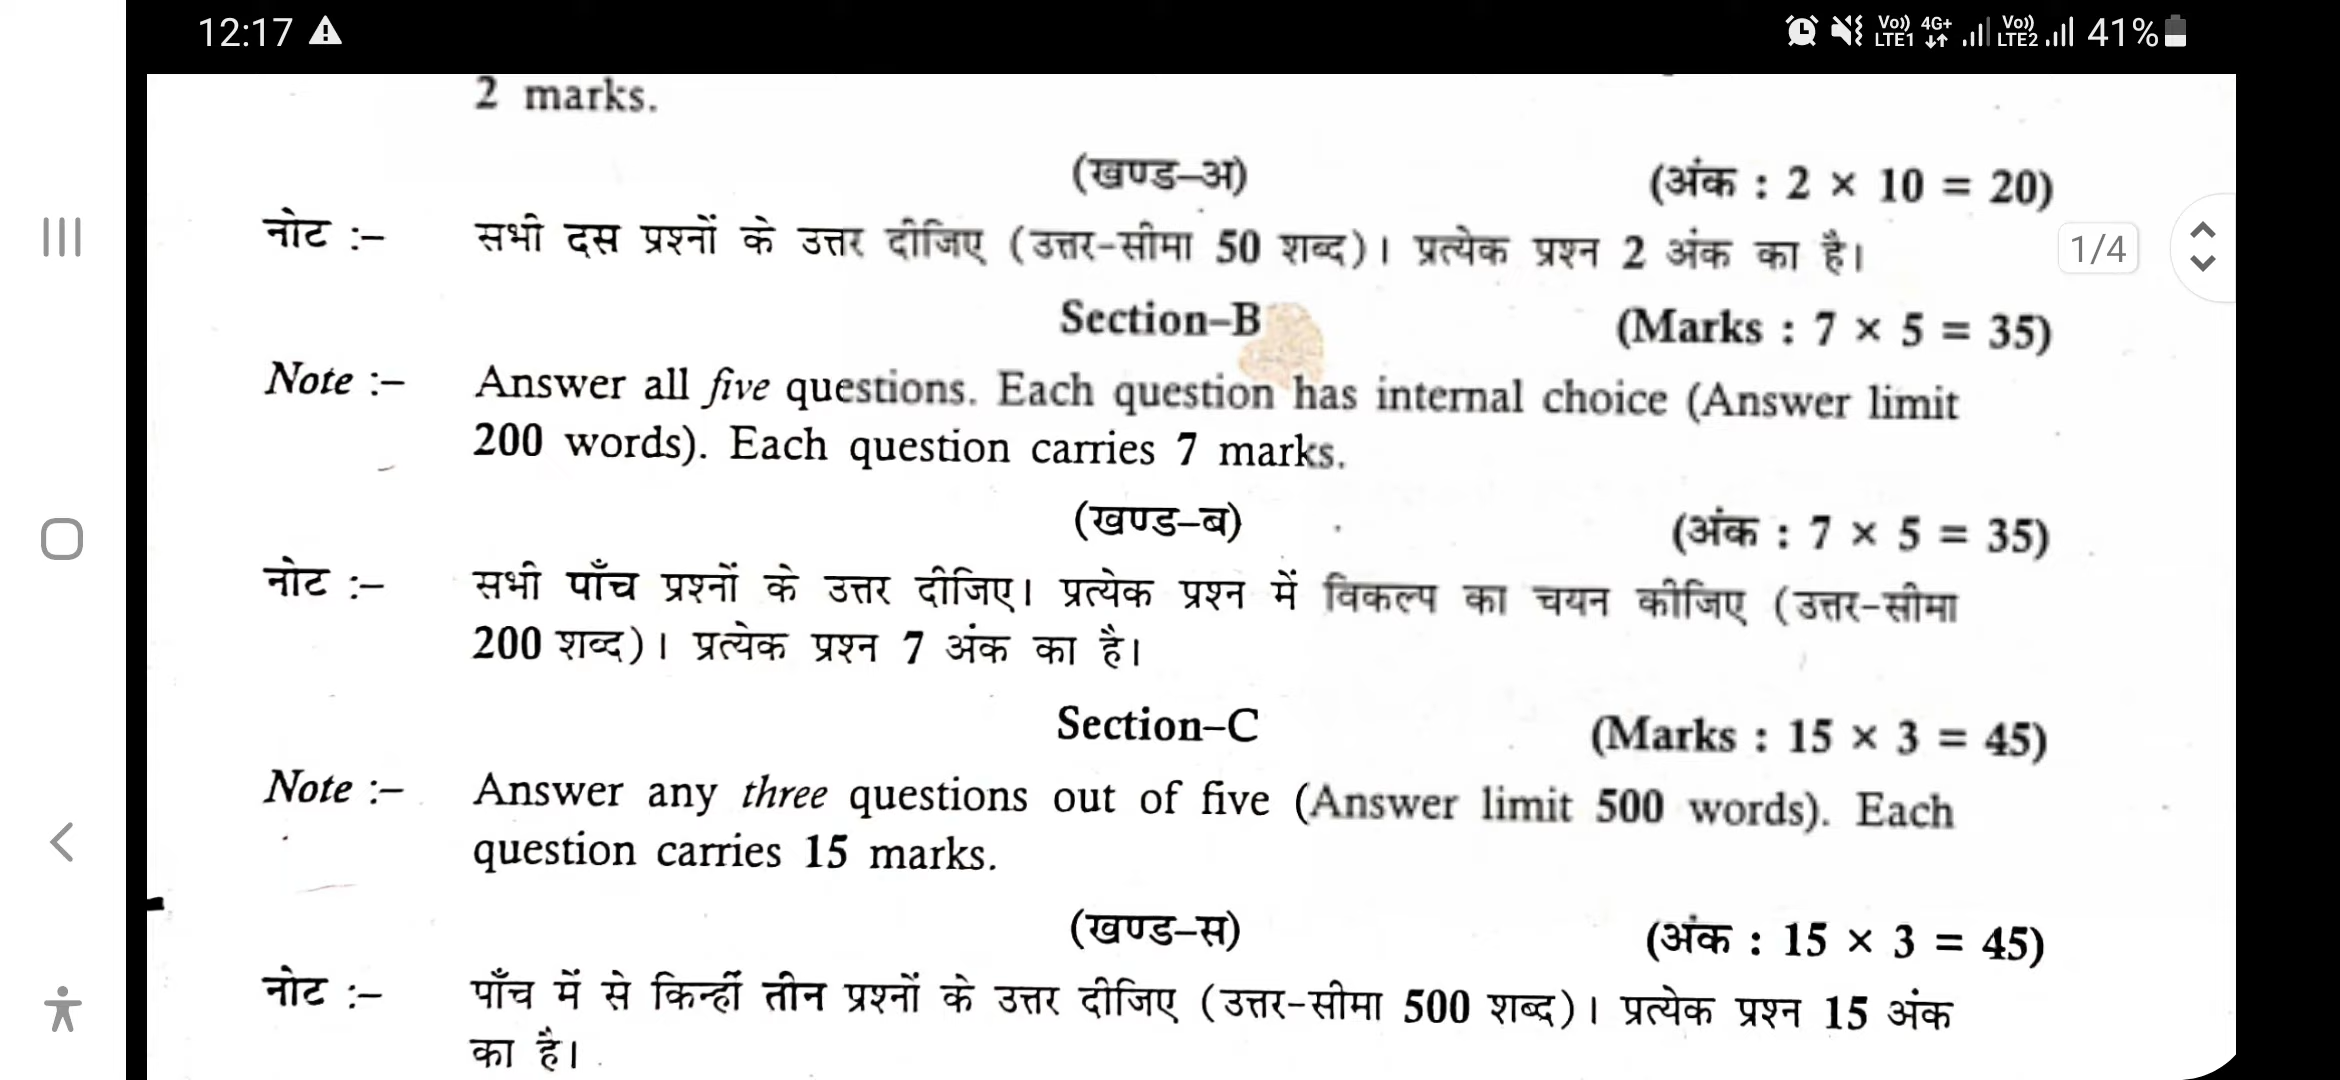 12:17 Vo)) LTE1 4G+ Vo)) LTE2 41%
2 marks.
(खण्ड–अ) (अंक : 2 × 10 = 20)
नोट :– सभी दस प्रश्नों के उत्तर दीजिए (उत्तर-सीमा 50 शब्द)। प्रत्येक प्रश्न 2 अंक का है।
1/4
Section–B (Marks : 7 × 5 = 35)
Note :– Answer all five questions. Each question has internal choice (Answer limit
200 words). Each question carries 7 marks.
(खण्ड–ब) (अंक : 7 × 5 = 35)
नोट :– सभी पाँच प्रश्नों के उत्तर दीजिए। प्रत्येक प्रश्न में विकल्प का चयन कीजिए (उत्तर-सीमा
200 शब्द)। प्रत्येक प्रश्न 7 अंक का है।
Section–C (Marks : 15 × 3 = 45)
Note :– Answer any three questions out of five (Answer limit 500 words). Each
question carries 15 marks.
(खण्ड–स) (अंक : 15 × 3 = 45)
नोट :– पाँच में से किन्हीं तीन प्रश्नों के उत्तर दीजिए (उत्तर-सीमा 500 शब्द)। प्रत्येक प्रश्न 15 अंक
का है।